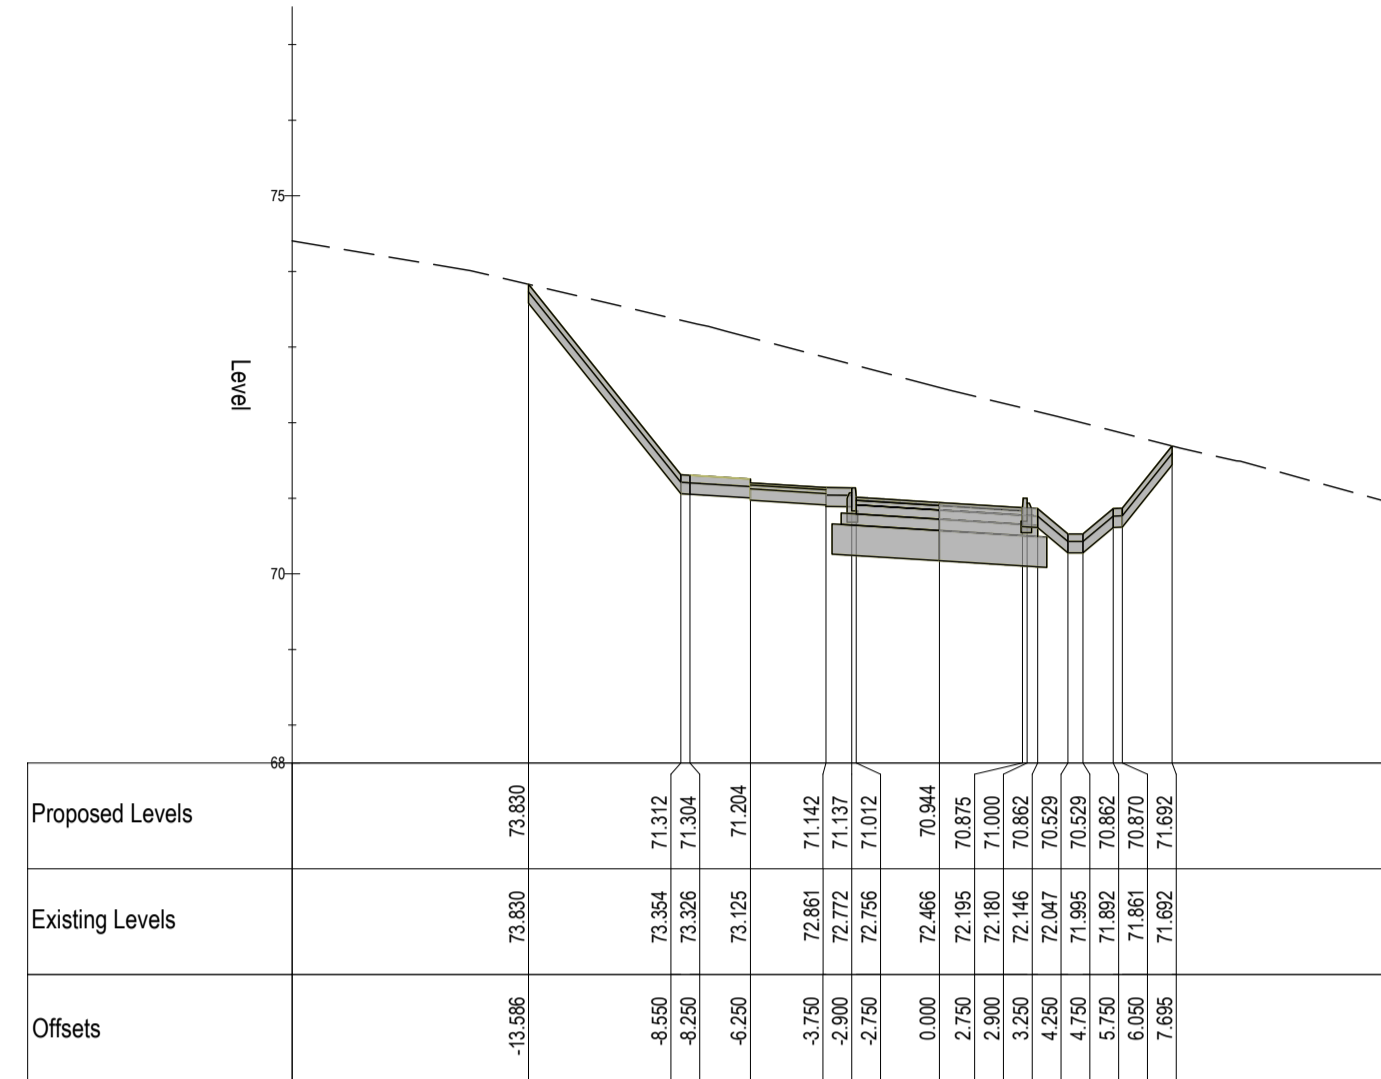 75
Level
70
68
Proposed Levels 73.830 71.312 71.304 71.204 71.142 71.137 71.012 70.944 70.875 71.000 70.862 70.529 70.529 70.862 70.870 71.692
Existing Levels 73.830 73.354 73.326 73.125 72.861 72.772 72.756 72.466 72.195 72.180 72.146 72.047 71.995 71.892 71.861 71.692
Offsets -13.586 -8.550 -8.250 -6.250 -3.750 -2.900 -2.750 0.000 2.750 2.900 3.250 4.250 4.750 5.750 6.050 7.695